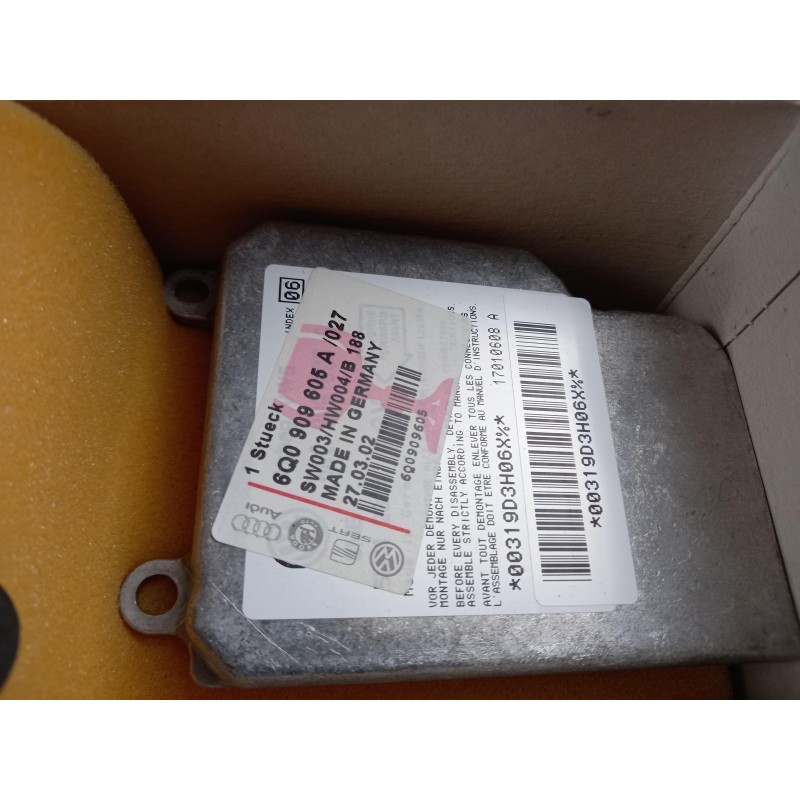 INDEX 06
1 Stueck
6Q0 909 605 A /027
SW003/HW004/B 188
MADE IN GERMANY
27.03.02
6Q0909605
Audi
SEAT
VOR JEDER
MONTAGE NUR NACH
BEFORE EVERY DISASSEMBLY,
ASSEMBLE STRICTLY ACCORDING TO
AVANT TOUT DEMONTAGE ENLEVER TOUS LES
L'ASSEMBLAGE DOIT ETRE CONFORME AU MANUEL D'INSTRUCTIONS.
*00319D3H06X%*
17010608 A
*00319D3H06X%*